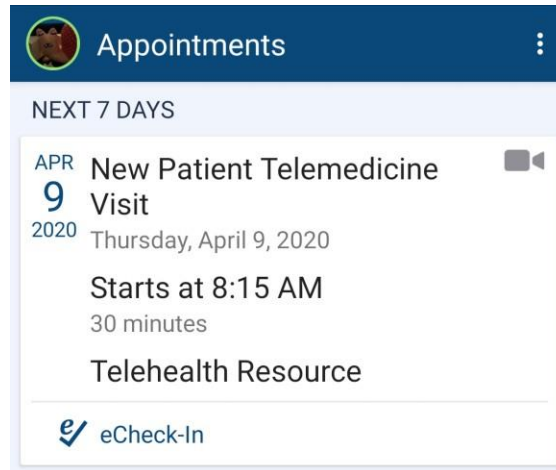 Appointments
NEXT 7 DAYS
APR
9
2020
New Patient Telemedicine
Visit
Thursday, April 9, 2020
Starts at 8:15 AM
30 minutes
Telehealth Resource
eCheck-In